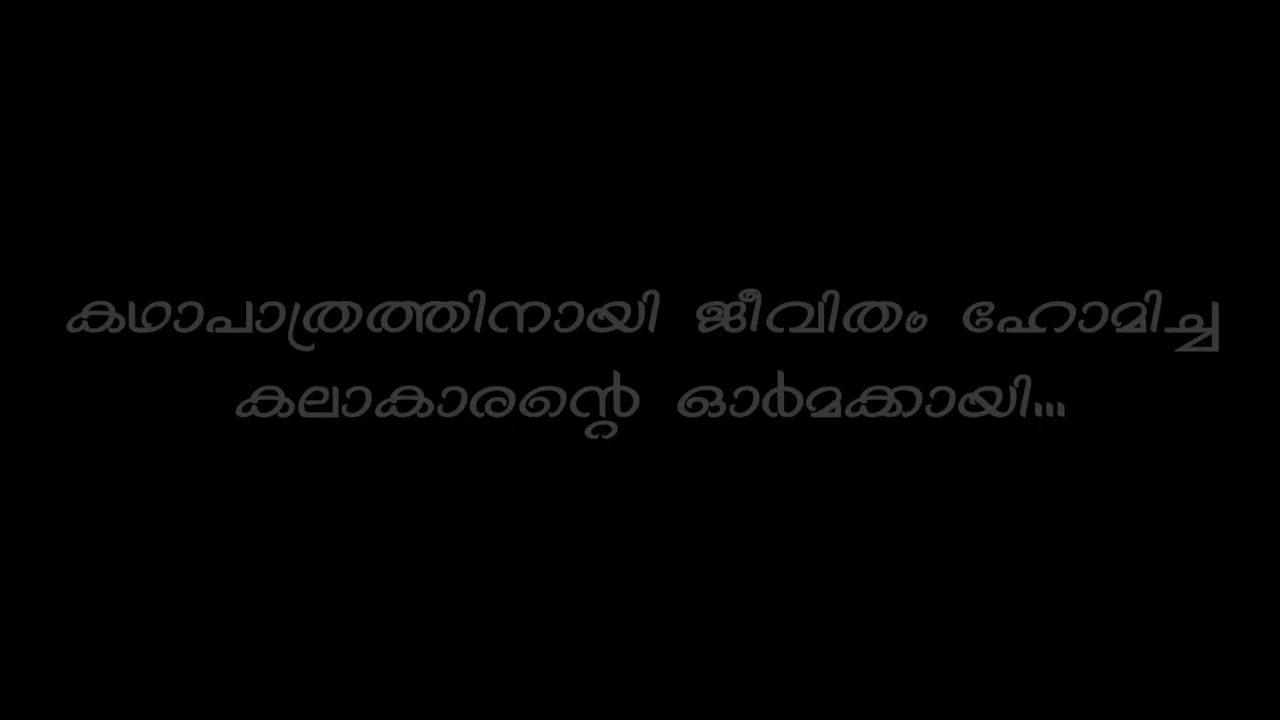 കഥാപാത്രത്തിനായി ജീവിതം ഹോമിച്ച
കലാകാരന്റെ ഓർമക്കായി...